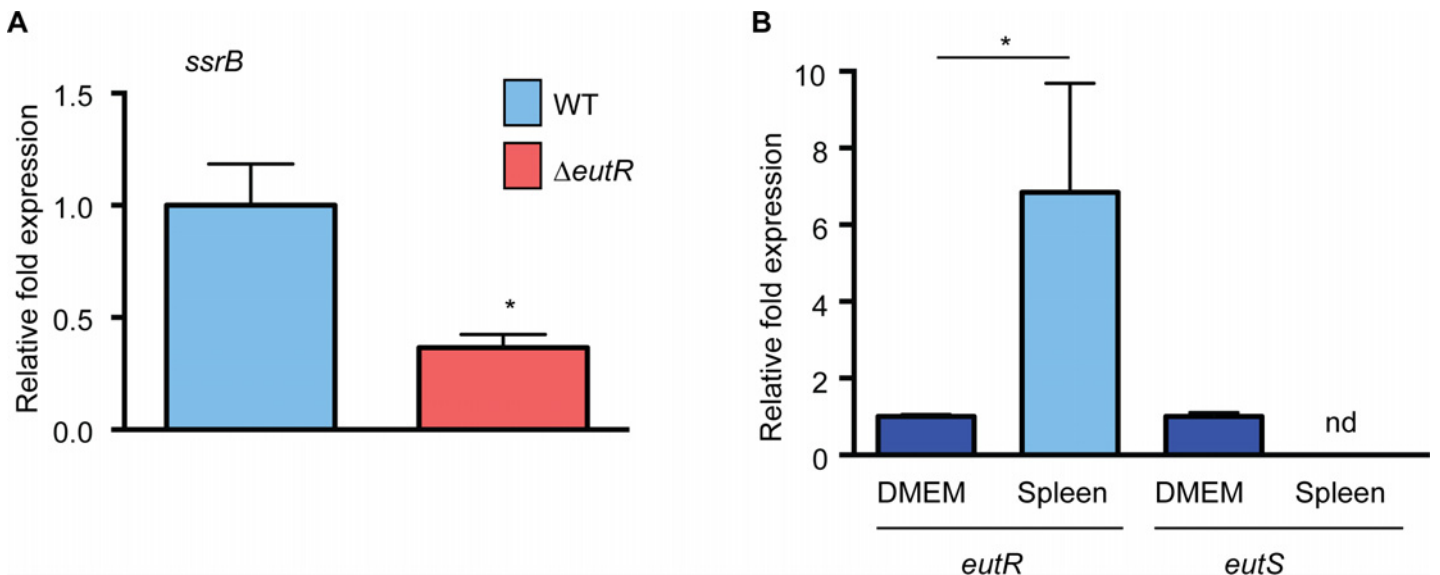 A
ssrB
WT
ΔeutR
Relative fold expression
1.5
1.0
0.5
0.0
*
B
*
Relative fold expression
10
8
6
4
2
0
nd
DMEM Spleen DMEM Spleen
eutR eutS